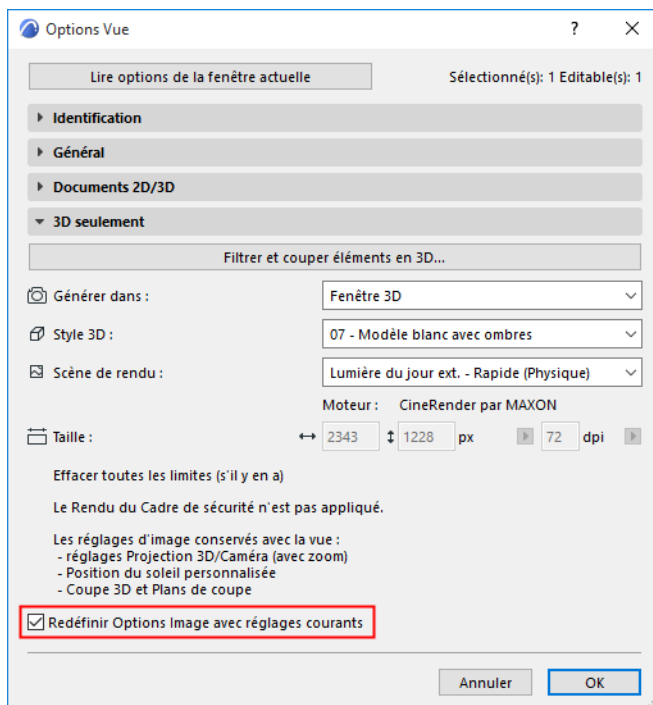 Options Vue ?
Lire options de la fenêtre actuelle Sélectionné(s): 1 Editable(s): 1
Identification
Général
Documents 2D/3D
3D seulement
Filtrer et couper éléments en 3D...
Générer dans : Fenêtre 3D
Style 3D : 07 - Modèle blanc avec ombres
Scène de rendu : Lumière du jour ext. - Rapide (Physique)
Moteur : CineRender par MAXON
Taille : 2343 1228 px 72 dpi
Effacer toutes les limites (s'il y en a)
Le Rendu du Cadre de sécurité n'est pas appliqué.
Les réglages d'image conservés avec la vue :
- réglages Projection 3D/Caméra (avec zoom)
- Position du soleil personnalisée
- Coupe 3D et Plans de coupe
Redéfinir Options Image avec réglages courants
Annuler OK